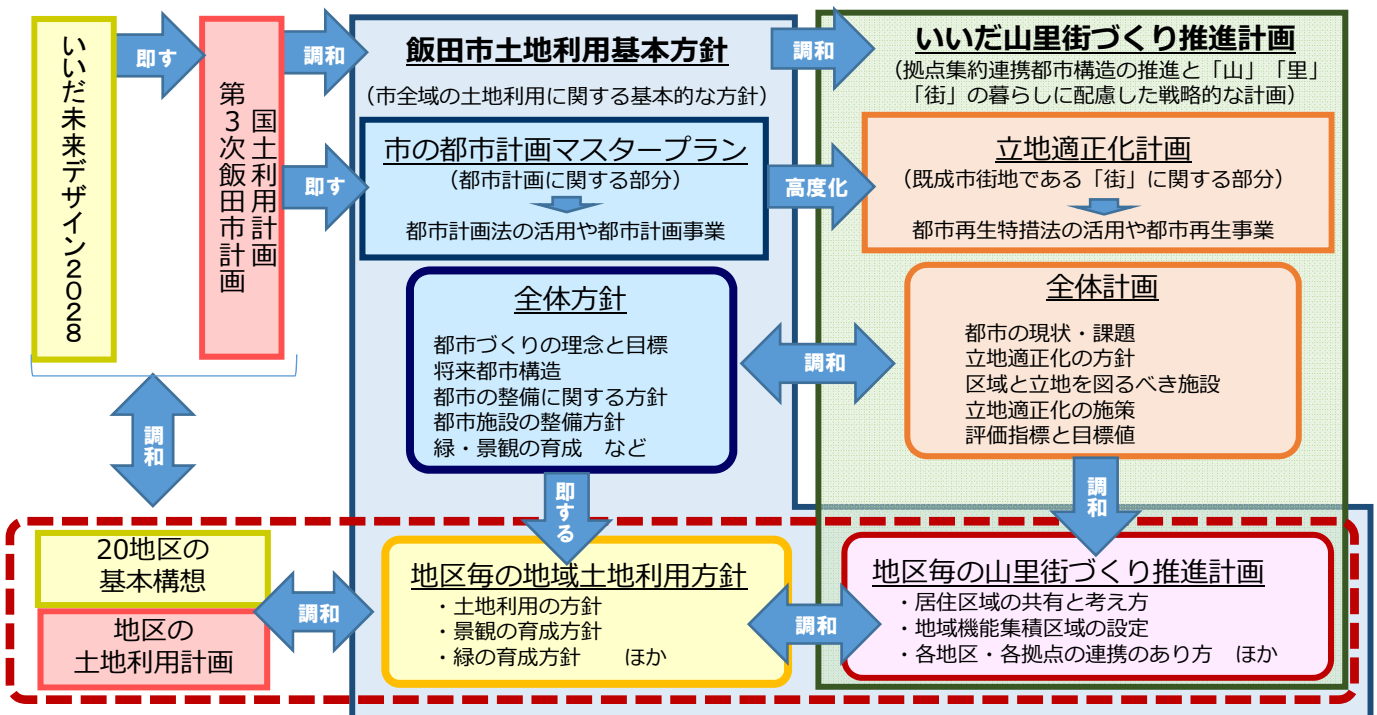 いいだ未来デザイン2028
即す
国土利用計画
第3次飯田市計画
調和
即す
飯田市土地利用基本方針
(市全域の土地利用に関する基本的な方針)
市の都市計画マスタープラン
(都市計画に関する部分)
都市計画法の活用や都市計画事業
調和
高度化
いいだ山里街づくり推進計画
(拠点集約連携都市構造の推進と「山」「里」
「街」の暮らしに配慮した戦略的な計画)
立地適正化計画
(既成市街地である「街」に関する部分)
都市再生特措法の活用や都市再生事業
全体方針
都市づくりの理念と目標
将来都市構造
都市の整備に関する方針
都市施設の整備方針
緑・景観の育成 など
調和
全体計画
都市の現状・課題
立地適正化の方針
区域と立地を図るべき施設
立地適正化の施策
評価指標と目標値
調和
即する
調和
20地区の
基本構想
地区の
土地利用計画
調和
地区毎の地域土地利用方針
・土地利用の方針
・景観の育成方針
・緑の育成方針 ほか
調和
地区毎の山里街づくり推進計画
・居住区域の共有と考え方
・地域機能集積区域の設定
・各地区・各拠点の連携のあり方 ほか